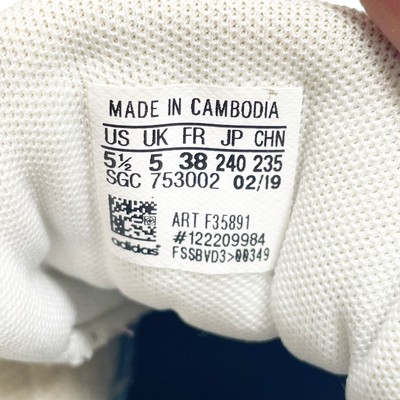 MADE IN CAMBODIA
US UK FR JP CHN
5½ 5 38 240 235
SGC 753002 02/19
ART F35891
#122209984
adidas FSSBVD3>00349